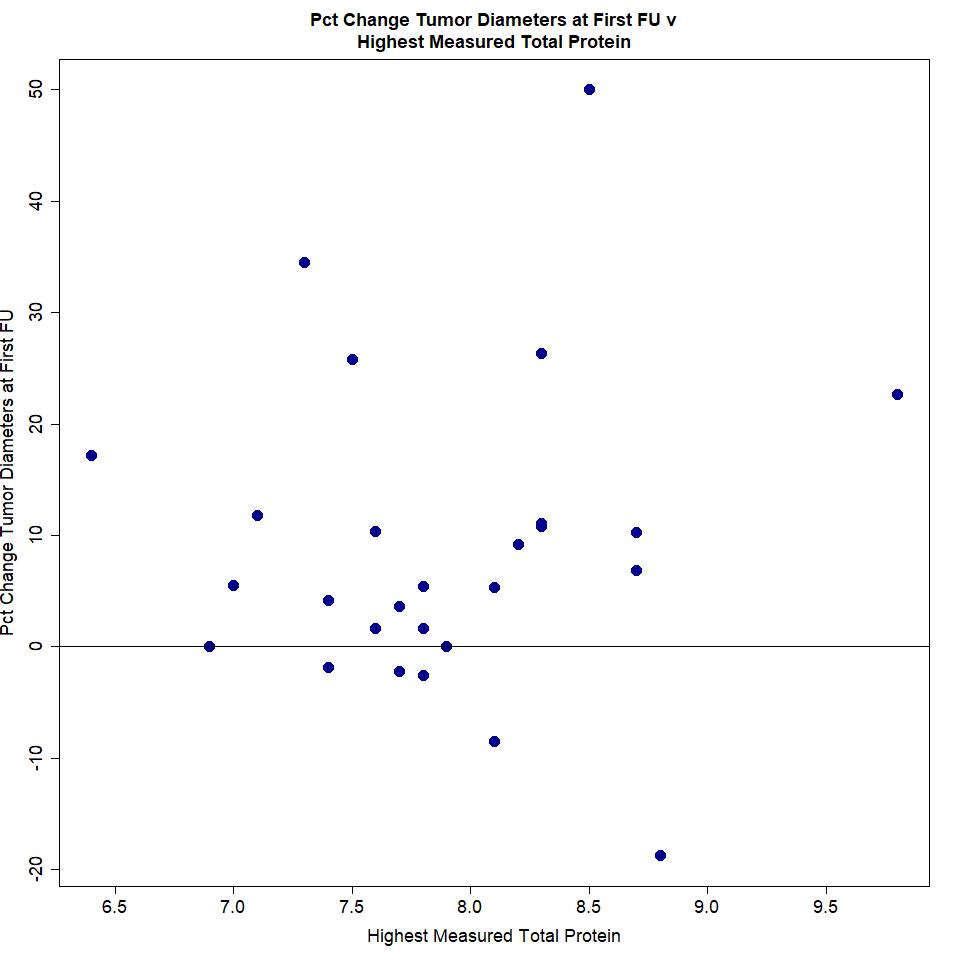 Pct Change Tumor Diameters at First FU v
Highest Measured Total Protein
Pct Change Tumor Diameters at First FU
50
40
30
20
10
0
-10
-20
6.5 7.0 7.5 8.0 8.5 9.0 9.5
Highest Measured Total Protein